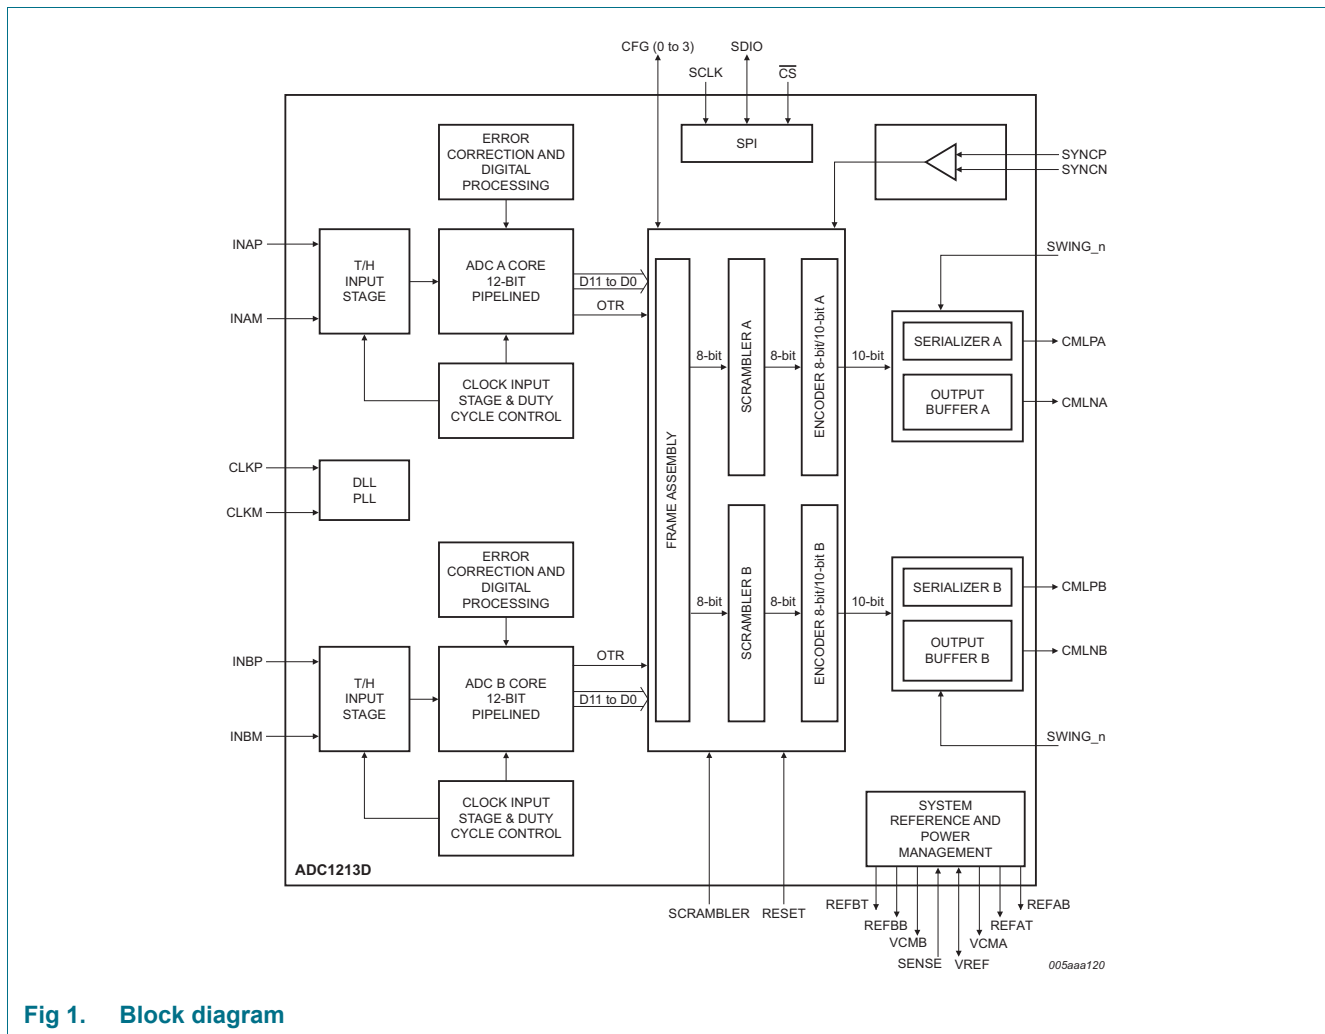 CFG (0 to 3)
SDIO
SCLK
CS
ERROR
CORRECTION AND
DIGITAL
PROCESSING
SPI
SYNCP
SYNCN
INAP
INAM
T/H
INPUT
STAGE
ADC A CORE
12-BIT
PIPELINED
D11 to D0
OTR
SWING_n
CLOCK INPUT
STAGE & DUTY
CYCLE CONTROL
FRAME ASSEMBLY
8-bit
SCRAMBLER A
8-bit
ENCODER 8-bit/10-bit A
10-bit
SERIALIZER A
OUTPUT
BUFFER A
CMLPA
CMLNA
CLKP
CLKM
DLL
PLL
ERROR
CORRECTION AND
DIGITAL
PROCESSING
INBP
INBM
T/H
INPUT
STAGE
ADC B CORE
12-BIT
PIPELINED
OTR
D11 to D0
8-bit
SCRAMBLER B
8-bit
ENCODER 8-bit/10-bit B
10-bit
SERIALIZER B
OUTPUT
BUFFER B
CMLPB
CMLNB
SWING_n
CLOCK INPUT
STAGE & DUTY
CYCLE CONTROL
SYSTEM
REFERENCE AND
POWER
MANAGEMENT
ADC1213D
SCRAMBLER
RESET
REFBT
REFBB
VCMB
SENSE
VREF
VCMA
REFAT
REFAB
005aaa120
Fig 1. Block diagram